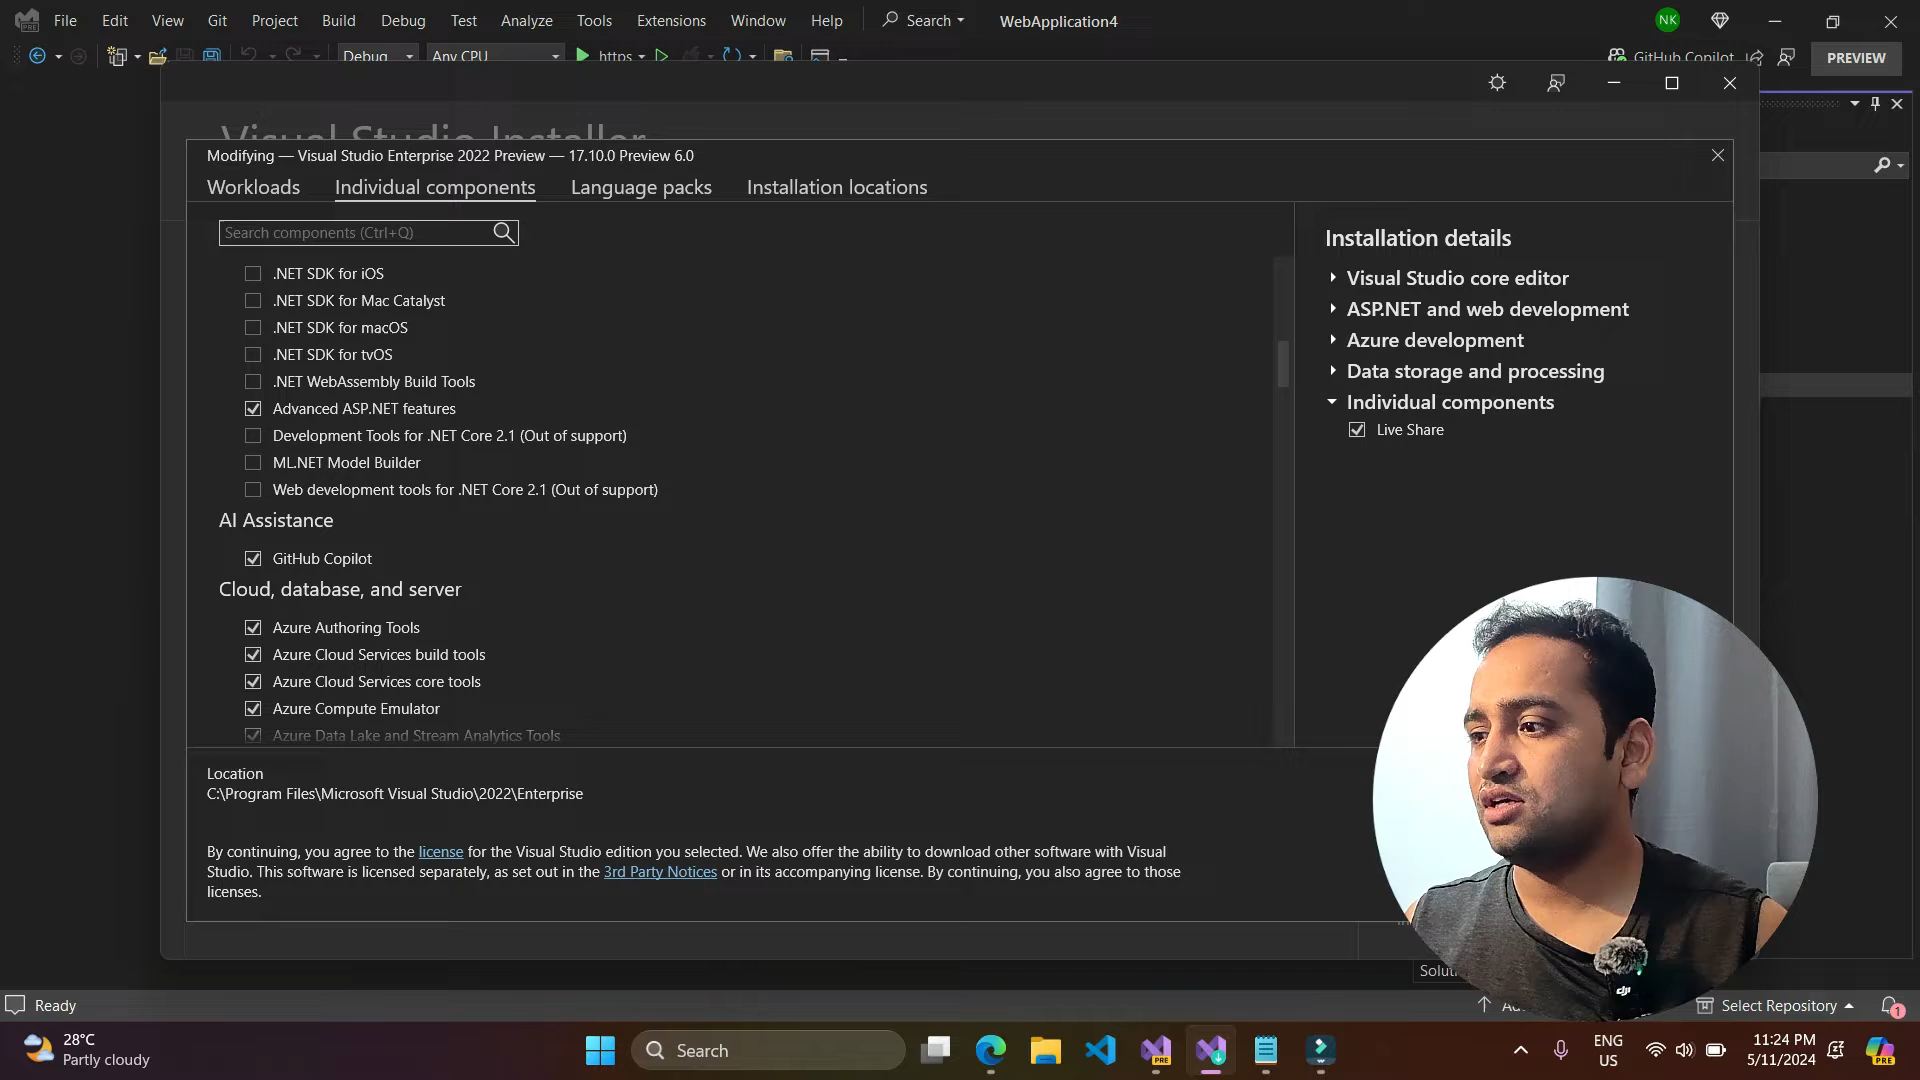 File Edit View Git Project Build Debug Test Analyze Tools Extensions Window Help Search WebApplication4 NK
Debug Any CPU https GitHub Copilot PREVIEW
Visual Studio Installer
Modifying — Visual Studio Enterprise 2022 Preview — 17.10.0 Preview 6.0
Workloads Individual components Language packs Installation locations
Search components (Ctrl+Q)
.NET SDK for iOS
.NET SDK for Mac Catalyst
.NET SDK for macOS
.NET SDK for tvOS
.NET WebAssembly Build Tools
Advanced ASP.NET features
Development Tools for .NET Core 2.1 (Out of support)
ML.NET Model Builder
Web development tools for .NET Core 2.1 (Out of support)
AI Assistance
GitHub Copilot
Cloud, database, and server
Azure Authoring Tools
Azure Cloud Services build tools
Azure Cloud Services core tools
Azure Compute Emulator
Azure Data Lake and Stream Analytics Tools
Installation details
Visual Studio core editor
ASP.NET and web development
Azure development
Data storage and processing
Individual components
Live Share
Location
C:\Program Files\Microsoft Visual Studio\2022\Enterprise
By continuing, you agree to the license for the Visual Studio edition you selected. We also offer the ability to download other software with Visual
Studio. This software is licensed separately, as set out in the 3rd Party Notices or in its accompanying license. By continuing, you also agree to those
licenses.
dji
Ready Select Repository 1
28°C
Partly cloudy
Search
PRE
ENG
US
11:24 PM
5/11/2024
PRE